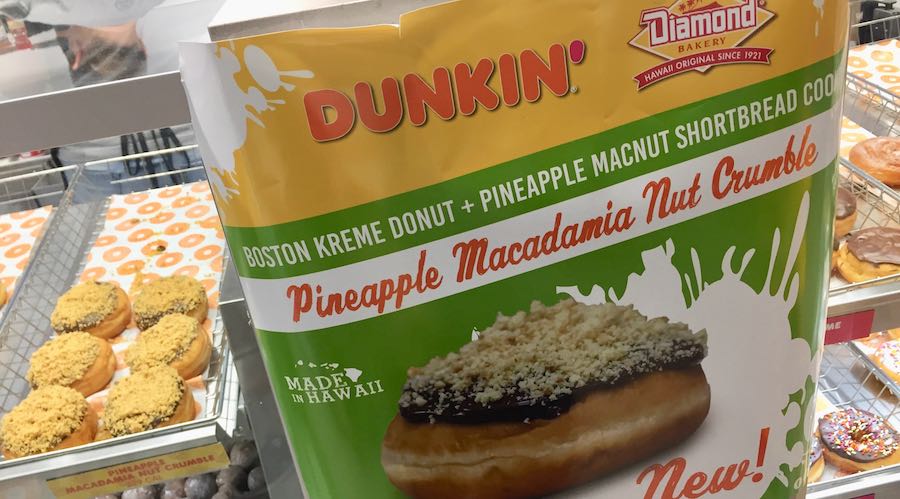 DUNKIN'
Diamond
BAKERY
HAWAII ORIGINAL SINCE 1921
BOSTON KREME DONUT + PINEAPPLE MACNUT SHORTBREAD COO
Pineapple Macadamia Nut Crumble
MADE
IN HAWAII
New!
PINEAPPLE
MACADAMIA NUT CRUMBLE
CAL